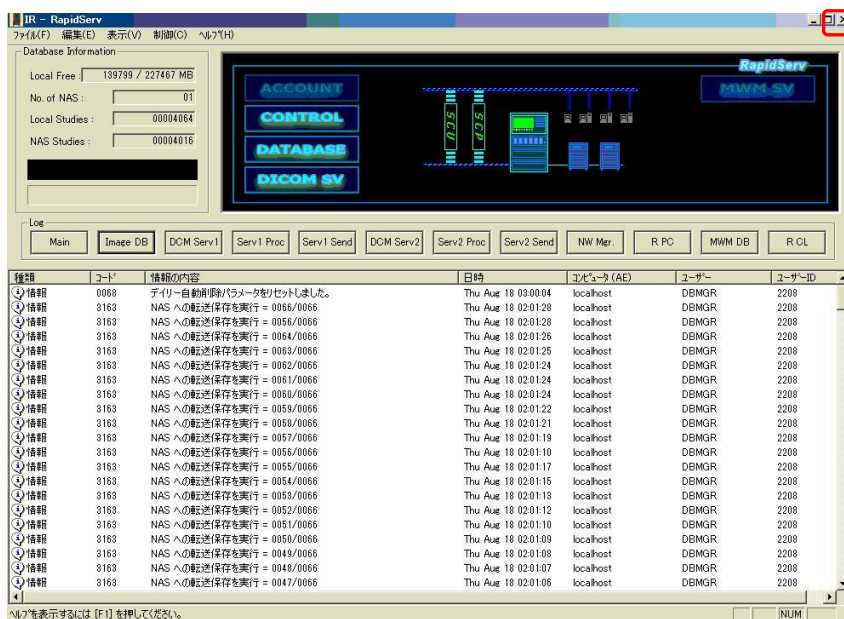 IR - RapidServ
ﾌｧｲﾙ(F) 編集(E) 表示(V) 制御(C) ﾍﾙﾌﾟ(H)
Database Information
Local Free : 139799 / 227467 MB
No. of NAS : 01
Local Studies : 00004064
NAS Studies : 00004016
RapidServ
ACCOUNT
CONTROL
DATABASE
DICOM SV
SCU
SCP
MWM SV
Log
Main Image DB DCM Serv1 Serv1 Proc Serv1 Send DCM Serv2 Serv2 Proc Serv2 Send NW Mgr. R PC MWM DB R CL
種類 ｺｰﾄﾞ 情報の内容 日時 ｺﾝﾋﾟｭｰﾀ (AE) ﾕｰｻﾞｰ ﾕｰｻﾞｰID
情報 0068 デイリー自動削除パラメータをリセットしました。 Thu Aug 18 03:00:04 localhost DBMGR 2208
情報 3163 NAS への転送保存を実行 = 0066/0066 Thu Aug 18 02:01:28 localhost DBMGR 2208
情報 3163 NAS への転送保存を実行 = 0056/0066 Thu Aug 18 02:01:28 localhost DBMGR 2208
情報 3163 NAS への転送保存を実行 = 0064/0066 Thu Aug 18 02:01:26 localhost DBMGR 2208
情報 3163 NAS への転送保存を実行 = 0063/0066 Thu Aug 18 02:01:25 localhost DBMGR 2208
情報 3163 NAS への転送保存を実行 = 0062/0066 Thu Aug 18 02:01:24 localhost DBMGR 2208
情報 3163 NAS への転送保存を実行 = 0061/0066 Thu Aug 18 02:01:24 localhost DBMGR 2208
情報 3163 NAS への転送保存を実行 = 0060/0066 Thu Aug 18 02:01:24 localhost DBMGR 2208
情報 3163 NAS への転送保存を実行 = 0059/0066 Thu Aug 18 02:01:22 localhost DBMGR 2208
情報 3163 NAS への転送保存を実行 = 0058/0066 Thu Aug 18 02:01:21 localhost DBMGR 2208
情報 3163 NAS への転送保存を実行 = 0057/0066 Thu Aug 18 02:01:19 localhost DBMGR 2208
情報 3163 NAS への転送保存を実行 = 0056/0066 Thu Aug 18 02:01:10 localhost DBMGR 2208
情報 3163 NAS への転送保存を実行 = 0055/0066 Thu Aug 18 02:01:17 localhost DBMGR 2208
情報 3163 NAS への転送保存を実行 = 0054/0066 Thu Aug 18 02:01:15 localhost DBMGR 2208
情報 3163 NAS への転送保存を実行 = 0053/0066 Thu Aug 18 02:01:13 localhost DBMGR 2208
情報 3163 NAS への転送保存を実行 = 0052/0066 Thu Aug 18 02:01:12 localhost DBMGR 2208
情報 3163 NAS への転送保存を実行 = 0051/0066 Thu Aug 18 02:01:10 localhost DBMGR 2208
情報 3163 NAS への転送保存を実行 = 0050/0066 Thu Aug 18 02:01:09 localhost DBMGR 2208
情報 3163 NAS への転送保存を実行 = 0049/0066 Thu Aug 18 02:01:08 localhost DBMGR 2208
情報 3163 NAS への転送保存を実行 = 0048/0066 Thu Aug 18 02:01:07 localhost DBMGR 2208
情報 3163 NAS への転送保存を実行 = 0047/0066 Thu Aug 18 02:01:06 localhost DBMGR 2208
ﾍﾙﾌﾟを表示するには [F1] を押してください。 NUM